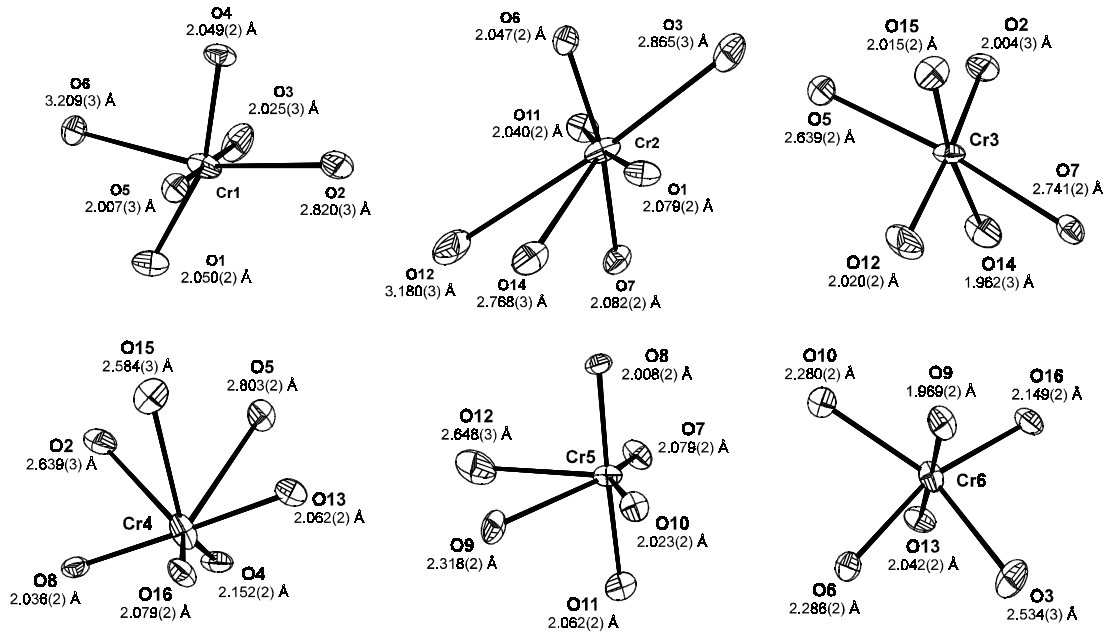 O4
2.049(2) Å
O6
3.209(3) Å
O3
2.025(3) Å
O5
2.007(3) Å
Cr1
O2
2.820(3) Å
O1
2.050(2) Å
O6
2.047(2) Å
O3
2.865(3) Å
O11
2.040(2) Å
Cr2
O1
2.079(2) Å
O12
3.180(3) Å
O14
2.768(3) Å
O7
2.082(2) Å
O15
2.015(2) Å
O2
2.004(3) Å
O5
2.639(2) Å
Cr3
O7
2.741(2) Å
O12
2.020(2) Å
O14
1.962(3) Å
O15
2.584(3) Å
O5
2.803(2) Å
O2
2.639(3) Å
O13
2.062(2) Å
Cr4
O8
2.036(2) Å
O16
2.079(2) Å
O4
2.152(2) Å
O8
2.008(2) Å
O12
2.648(3) Å
O7
2.079(2) Å
Cr5
O10
2.023(2) Å
O9
2.318(2) Å
O11
2.062(2) Å
O10
2.280(2) Å
O9
1.969(2) Å
O16
2.149(2) Å
Cr6
O13
2.042(2) Å
O6
2.286(2) Å
O3
2.534(3) Å